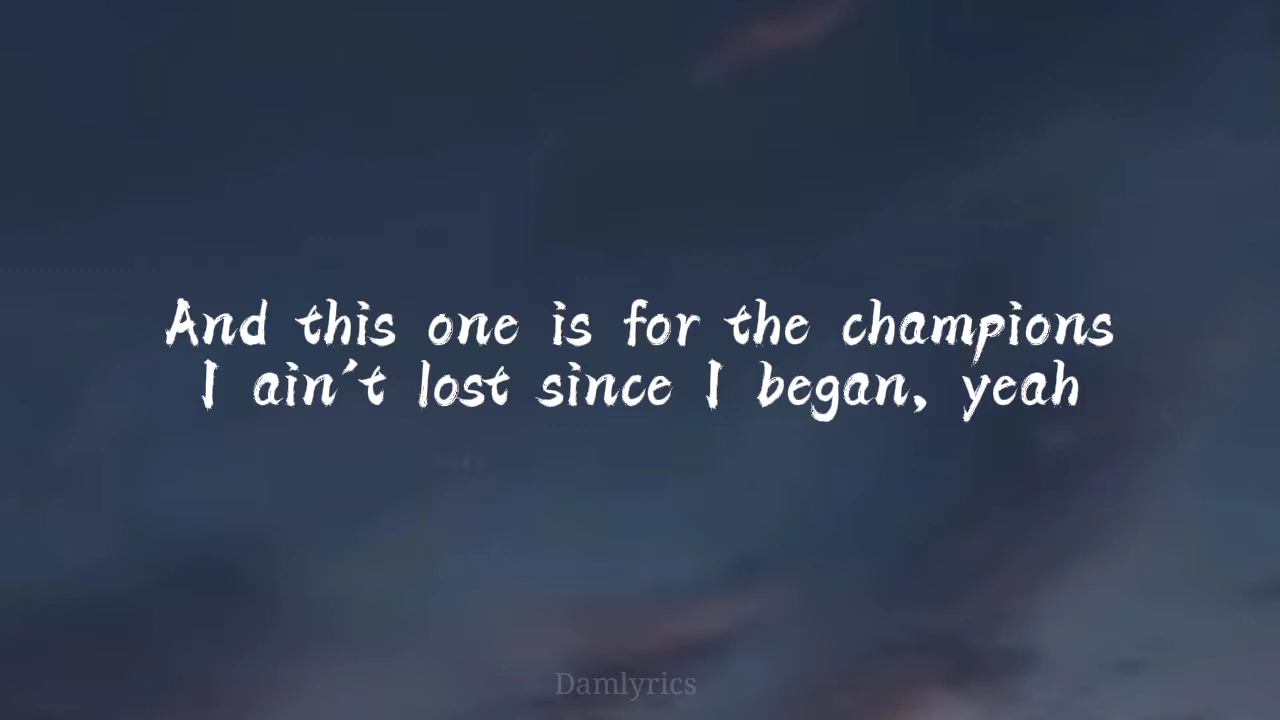 And this one is for the champions
I ain't lost since I began, yeah
Damlyrics